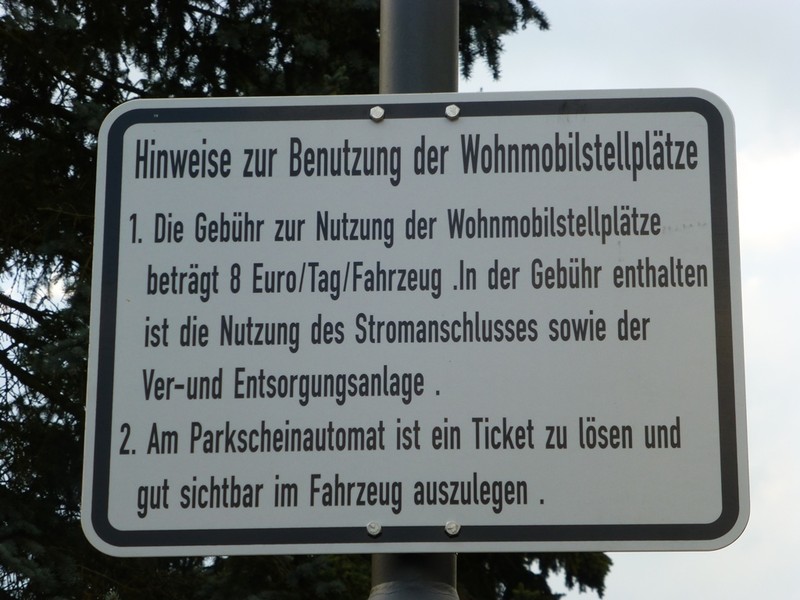 Hinweise zur Benutzung der Wohnmobilstellplätze
1. Die Gebühr zur Nutzung der Wohnmobilstellplätze
beträgt 8 Euro/Tag/Fahrzeug .In der Gebühr enthalten
ist die Nutzung des Stromanschlusses sowie der
Ver-und Entsorgungsanlage .
2. Am Parkscheinautomat ist ein Ticket zu lösen und
gut sichtbar im Fahrzeug auszulegen .